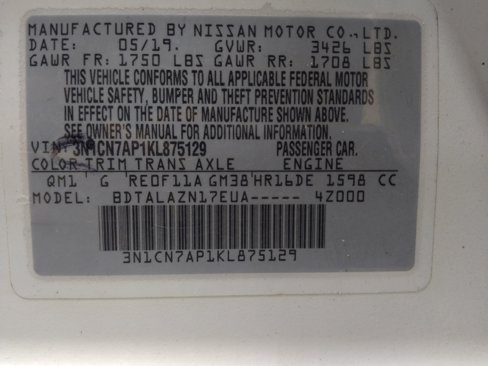 MANUFACTURED BY NISSAN MOTOR CO., LTD.
DATE: 05/19. GVWR: 3426 LBS
GAWR FR: 1750 LBS GAWR RR: 1708 LBS
THIS VEHICLE CONFORMS TO ALL APPLICABLE FEDERAL MOTOR
VEHICLE SAFETY, BUMPER AND THEFT PREVENTION STANDARDS
IN EFFECT ON THE DATE OF MANUFACTURE SHOWN ABOVE.
SEE OWNER'S MANUAL FOR ADDITIONAL INFORMATION.
VIN: 3N1CN7AP1KL875129 PASSENGER CAR.
COLOR TRIM TRANS AXLE ENGINE
QM1 G RE0F11A GM38 HR16DE 1598 CC
MODEL: BDTALAZN17EUA----- 4Z000
3N1CN7AP1KL875129